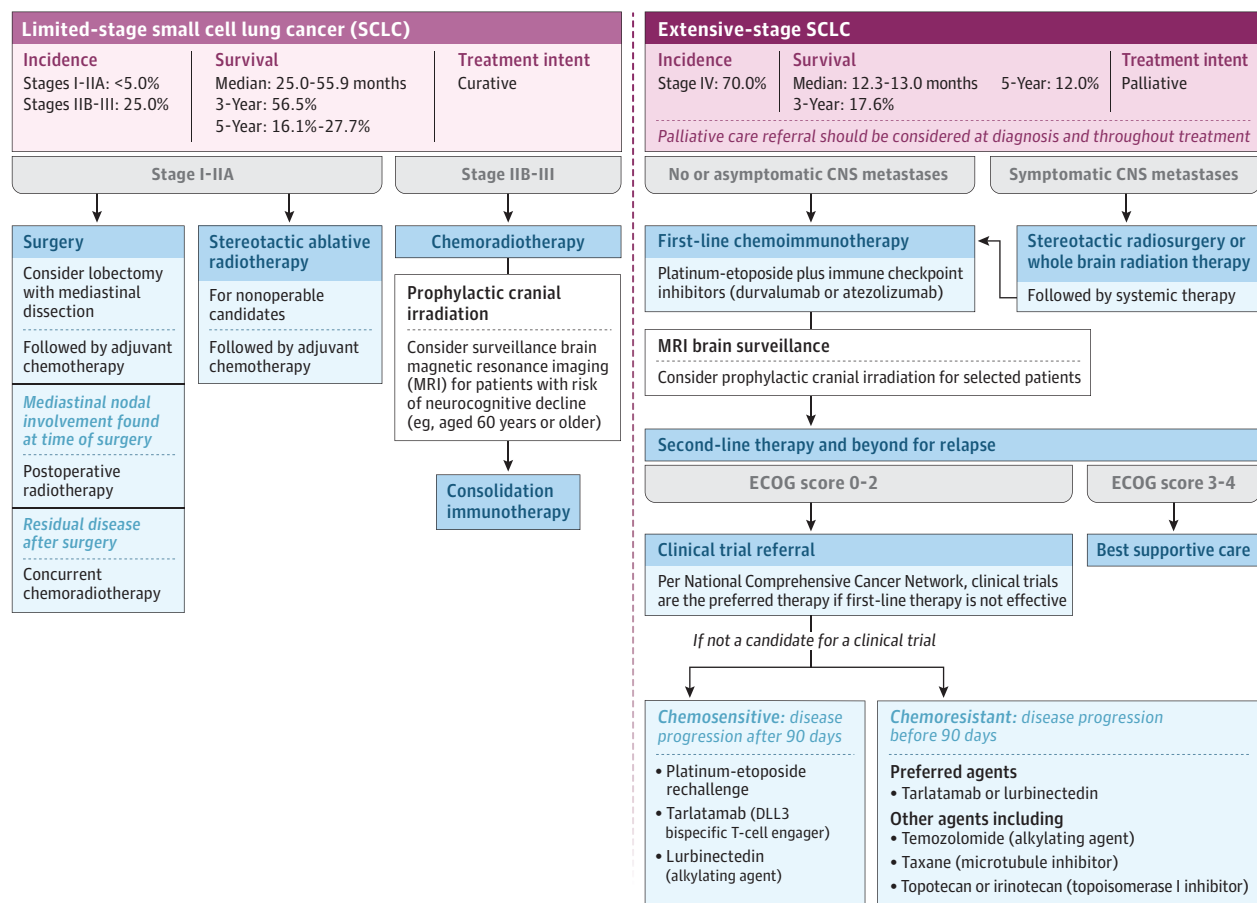 Limited-stage small cell lung cancer (SCLC)
Incidence
Stages I-IIA: <5.0%
Stages IIB-III: 25.0%
Survival
Median: 25.0-55.9 months
3-Year: 56.5%
5-Year: 16.1%-27.7%
Treatment intent
Curative
Stage I-IIA
Stage IIB-III
Surgery
Consider lobectomy
with mediastinal
dissection
Followed by adjuvant
chemotherapy
Mediastinal nodal
involvement found
at time of surgery
Postoperative
radiotherapy
Residual disease
after surgery
Concurrent
chemoradiotherapy
Stereotactic ablative
radiotherapy
For nonoperable
candidates
Followed by adjuvant
chemotherapy
Chemoradiotherapy
Prophylactic cranial
irradiation
Consider surveillance brain
magnetic resonance imaging
(MRI) for patients with risk
of neurocognitive decline
(eg, aged 60 years or older)
Consolidation
immunotherapy
Extensive-stage SCLC
Incidence
Stage IV: 70.0%
Survival
Median: 12.3-13.0 months
3-Year: 17.6%
5-Year: 12.0%
Treatment intent
Palliative
Palliative care referral should be considered at diagnosis and throughout treatment
No or asymptomatic CNS metastases
Symptomatic CNS metastases
First-line chemoimmunotherapy
Platinum-etoposide plus immune checkpoint
inhibitors (durvalumab or atezolizumab)
Stereotactic radiosurgery or
whole brain radiation therapy
Followed by systemic therapy
MRI brain surveillance
Consider prophylactic cranial irradiation for selected patients
Second-line therapy and beyond for relapse
ECOG score 0-2
ECOG score 3-4
Clinical trial referral
Per National Comprehensive Cancer Network, clinical trials
are the preferred therapy if first-line therapy is not effective
Best supportive care
If not a candidate for a clinical trial
Chemosensitive: disease
progression after 90 days
• Platinum-etoposide
rechallenge
• Tarlatamab (DLL3
bispecific T-cell engager)
• Lurbinectedin
(alkylating agent)
Chemoresistant: disease progression
before 90 days
Preferred agents
• Tarlatamab or lurbinectedin
Other agents including
• Temozolomide (alkylating agent)
• Taxane (microtubule inhibitor)
• Topotecan or irinotecan (topoisomerase I inhibitor)